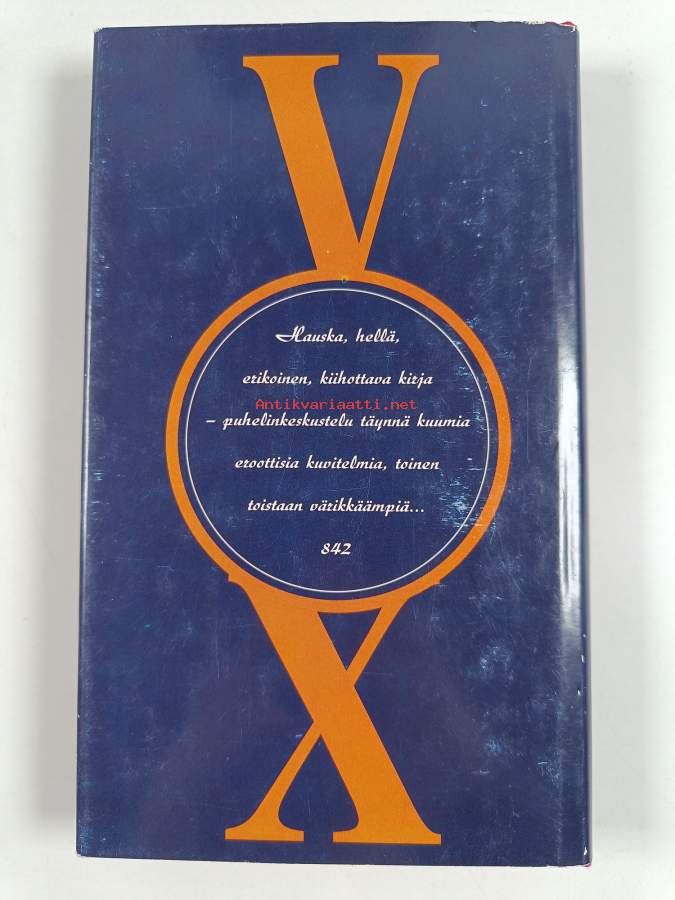 V
O
Hauska, hellä,
erikoinen, kiihottava kirja
Antikvariaatti.net
– puhelinkeskustelu täynnä kuumia
eroottisia kuvitelmia, toinen
toistaan värikkäämpiä...
842
X